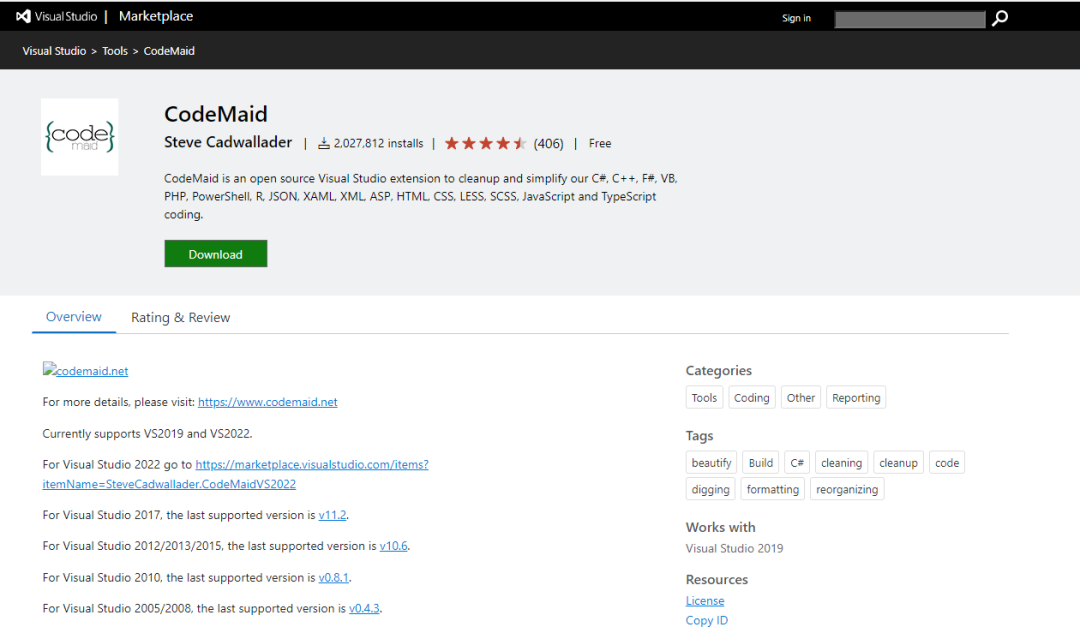 Visual Studio | Marketplace
Sign in
Visual Studio > Tools > CodeMaid
{code}
maid
CodeMaid
Steve Cadwallader | 2,027,812 installs | (406) | Free
CodeMaid is an open source Visual Studio extension to cleanup and simplify our C#, C++, F#, VB,
PHP, PowerShell, R, JSON, XAML, XML, ASP, HTML, CSS, LESS, SCSS, JavaScript and TypeScript
coding.
Download
Overview
Rating & Review
codemaid.net
For more details, please visit: https://www.codemaid.net
Currently supports VS2019 and VS2022.
For Visual Studio 2022 go to https://marketplace.visualstudio.com/items?
itemName=SteveCadwallader.CodeMaidVS2022
For Visual Studio 2017, the last supported version is v11.2.
For Visual Studio 2012/2013/2015, the last supported version is v10.6.
For Visual Studio 2010, the last supported version is v0.8.1.
For Visual Studio 2005/2008, the last supported version is v0.4.3.
Categories
Tools Coding Other Reporting
Tags
beautify Build C# cleaning cleanup code
digging formatting reorganizing
Works with
Visual Studio 2019
Resources
License
Copy ID